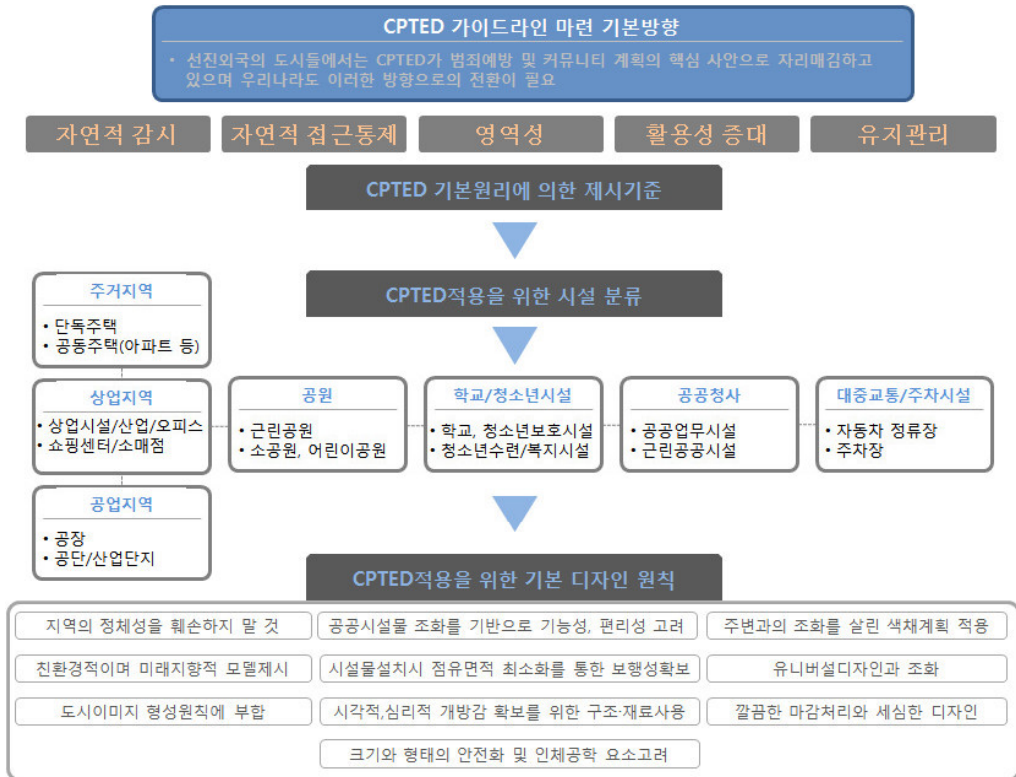 CPTED 가이드라인 마련 기본방향
• 선진외국의 도시들에서는 CPTED가 범죄예방 및 커뮤니티 계획의 핵심 사안으로 자리매김하고
있으며 우리나라도 이러한 방향으로의 전환이 필요
자연적 감시
자연적 접근통제
영역성
활용성 증대
유지관리
CPTED 기본원리에 의한 제시기준
CPTED적용을 위한 시설 분류
주거지역
• 단독주택
• 공동주택(아파트 등)
상업지역
• 상업시설/산업/오피스
• 쇼핑센터/소매점
공원
• 근린공원
• 소공원, 어린이공원
학교/청소년시설
• 학교, 청소년보호시설
• 청소년수련/복지시설
공공청사
• 공공업무시설
• 근린공공시설
대중교통/주차시설
• 자동차 정류장
• 주차장
공업지역
• 공장
• 공단/산업단지
CPTED적용을 위한 기본 디자인 원칙
지역의 정체성을 훼손하지 말 것
공공시설물 조화를 기반으로 기능성, 편리성 고려
주변과의 조화를 살린 색채계획 적용
친환경적이며 미래지향적 모델제시
시설물설치시 점유면적 최소화를 통한 보행성확보
유니버설디자인과 조화
도시이미지 형성원칙에 부합
시각적,심리적 개방감 확보를 위한 구조·재료사용
깔끔한 마감처리와 세심한 디자인
크기와 형태의 안전화 및 인체공학 요소고려